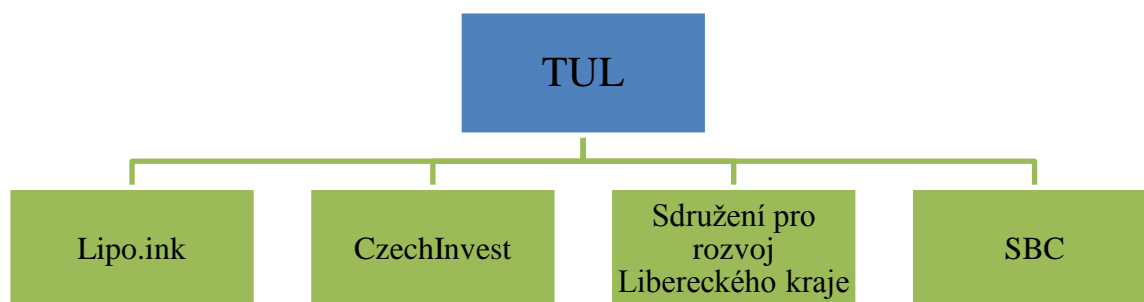 TUL
Lipo.ink
CzechInvest
Sdružení pro
rozvoj
Libereckého kraje
SBC